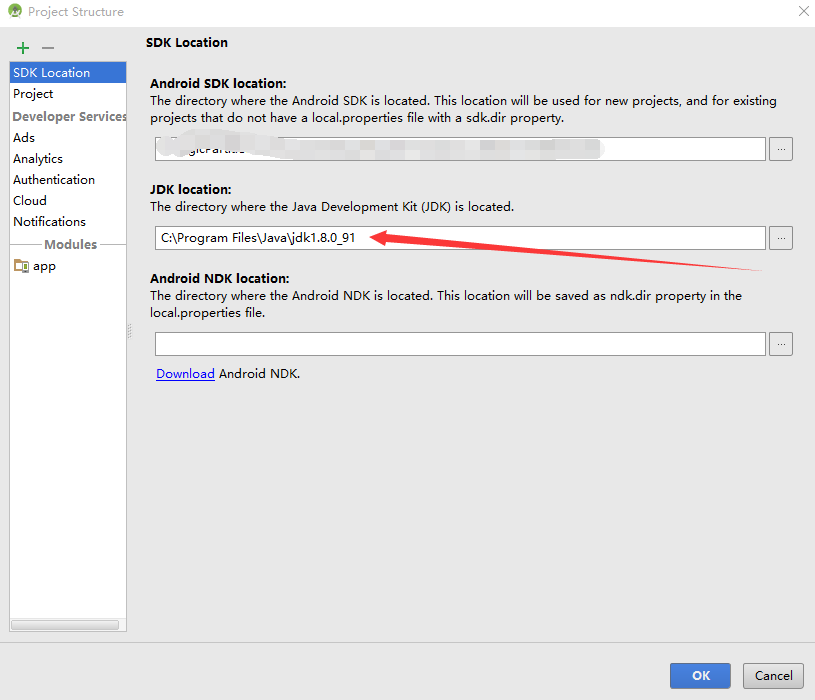 Project Structure
SDK Location
Project
Developer Services
Ads
Analytics
Authentication
Cloud
Notifications
Modules
app
SDK Location
Android SDK location:
The directory where the Android SDK is located. This location will be used for new projects, and for existing
projects that do not have a local.properties file with a sdk.dir property.
...
JDK location:
The directory where the Java Development Kit (JDK) is located.
C:\Program Files\Java\jdk1.8.0_91
...
Android NDK location:
The directory where the Android NDK is located. This location will be saved as ndk.dir property in the
local.properties file.
...
Download Android NDK.
OK
Cancel